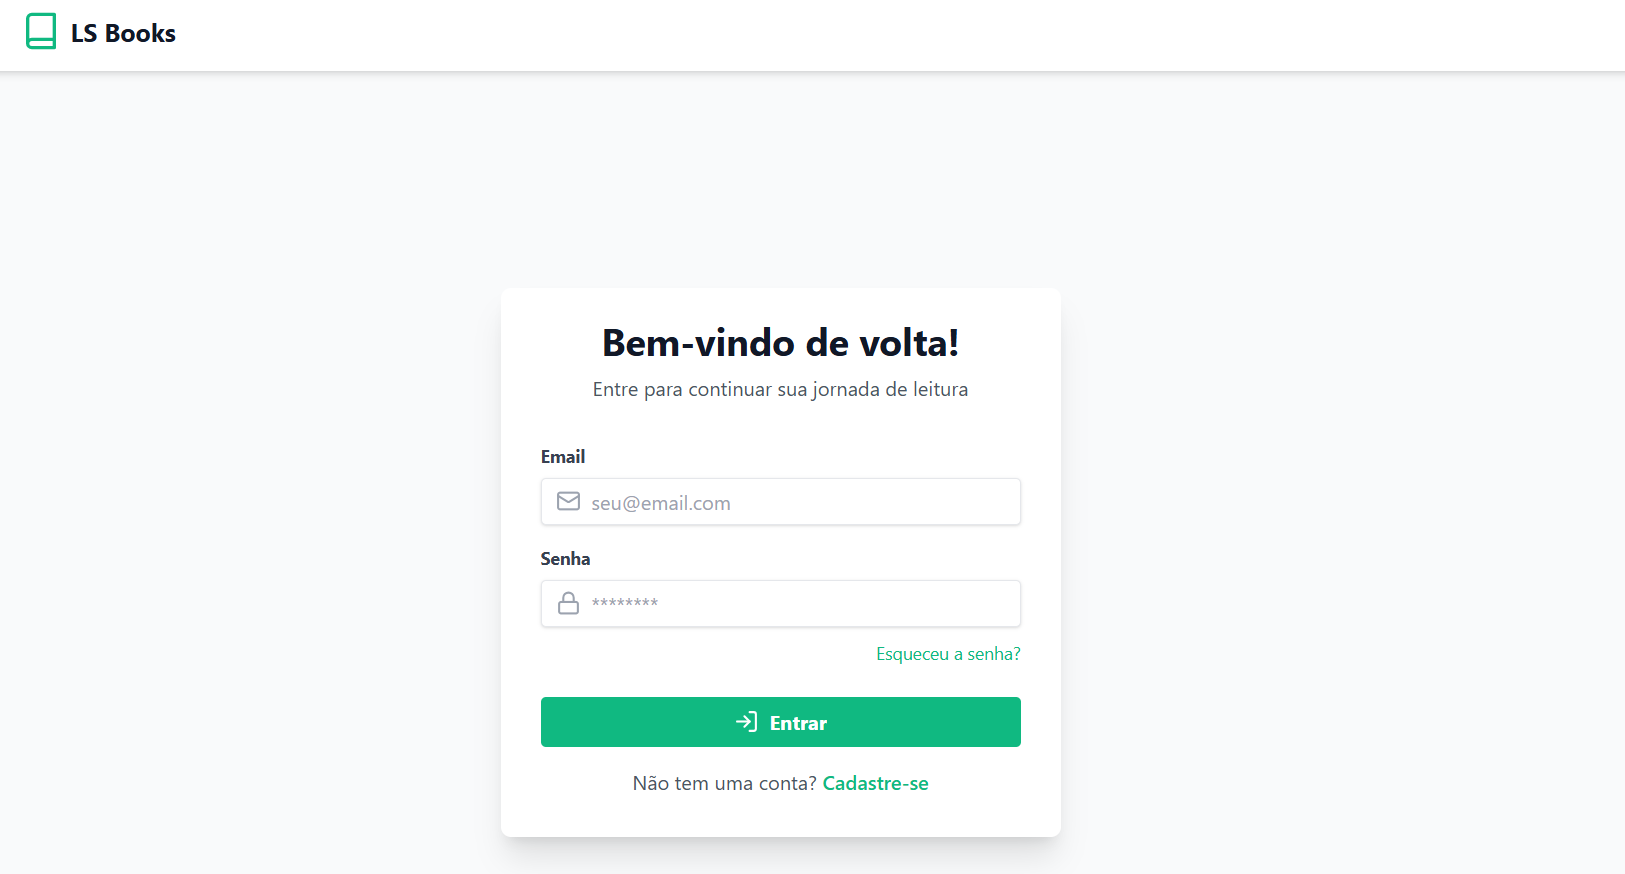 LS Books
Bem-vindo de volta!
Entre para continuar sua jornada de leitura
Email
seu@email.com
Senha
********
Esqueceu a senha?
Entrar
Não tem uma conta? Cadastre-se